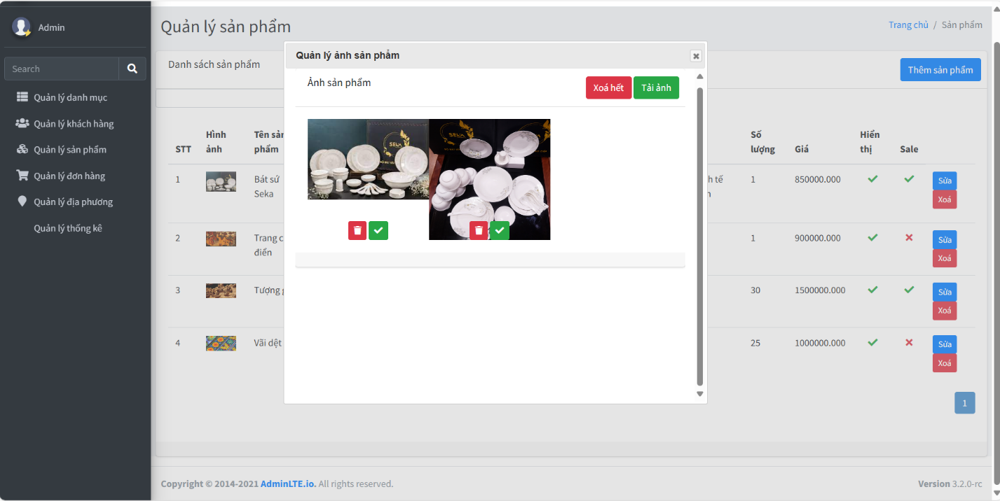 Admin
Search
Quản lý danh mục
Quản lý khách hàng
Quản lý sản phẩm
Quản lý đơn hàng
Quản lý địa phương
Quản lý thống kê
Quản lý sản phẩm
Trang chủ / Sản phẩm
Danh sách sản phẩm
Thêm sản phẩm
Quản lý ảnh sản phẩm
Ảnh sản phẩm
Xoá hết
Tải ảnh
SEKA
SEKA
STT
Hình ảnh
Tên sản phẩm
Số lượng
Giá
Hiển thị
Sale
1
Bát sứ Seka
tế
1
850000.000
Sửa
Xoá
2
Trang
điển
1
900000.000
Sửa
Xoá
3
Tượng
30
1500000.000
Sửa
Xoá
4
Vãi dệt
25
1000000.000
Sửa
Xoá
1
Copyright © 2014-2021 AdminLTE.io. All rights reserved.
Version 3.2.0-rc